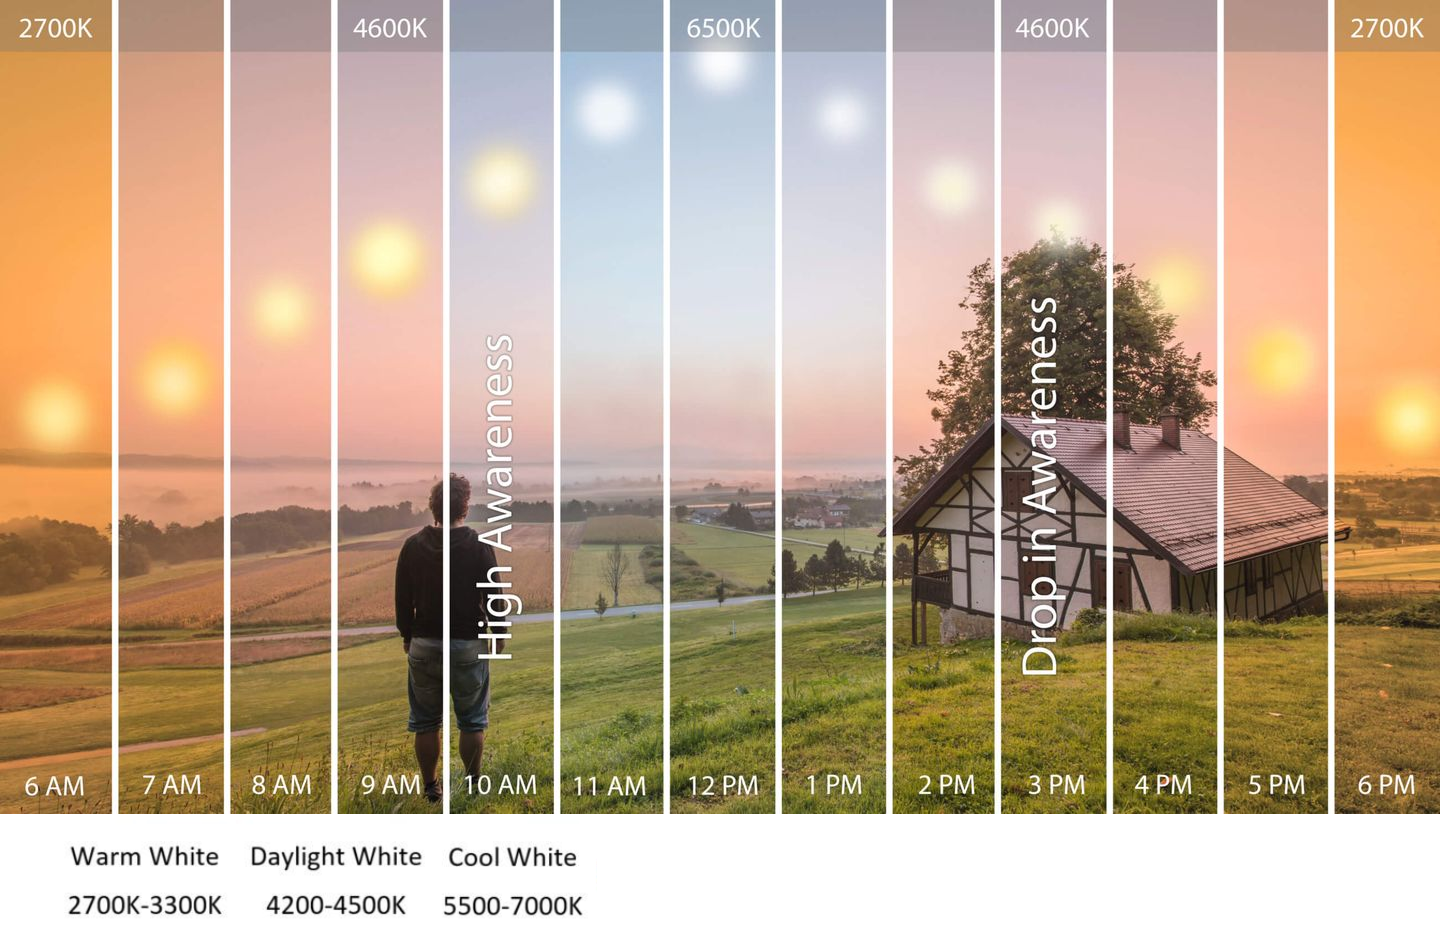 2700K 4600K 6500K 4600K 2700K
High Awareness
Drop in Awareness
6 AM 7 AM 8 AM 9 AM 10 AM 11 AM 12 PM 1 PM 2 PM 3 PM 4 PM 5 PM 6 PM
Warm White Daylight White Cool White
2700K-3300K 4200-4500K 5500-7000K